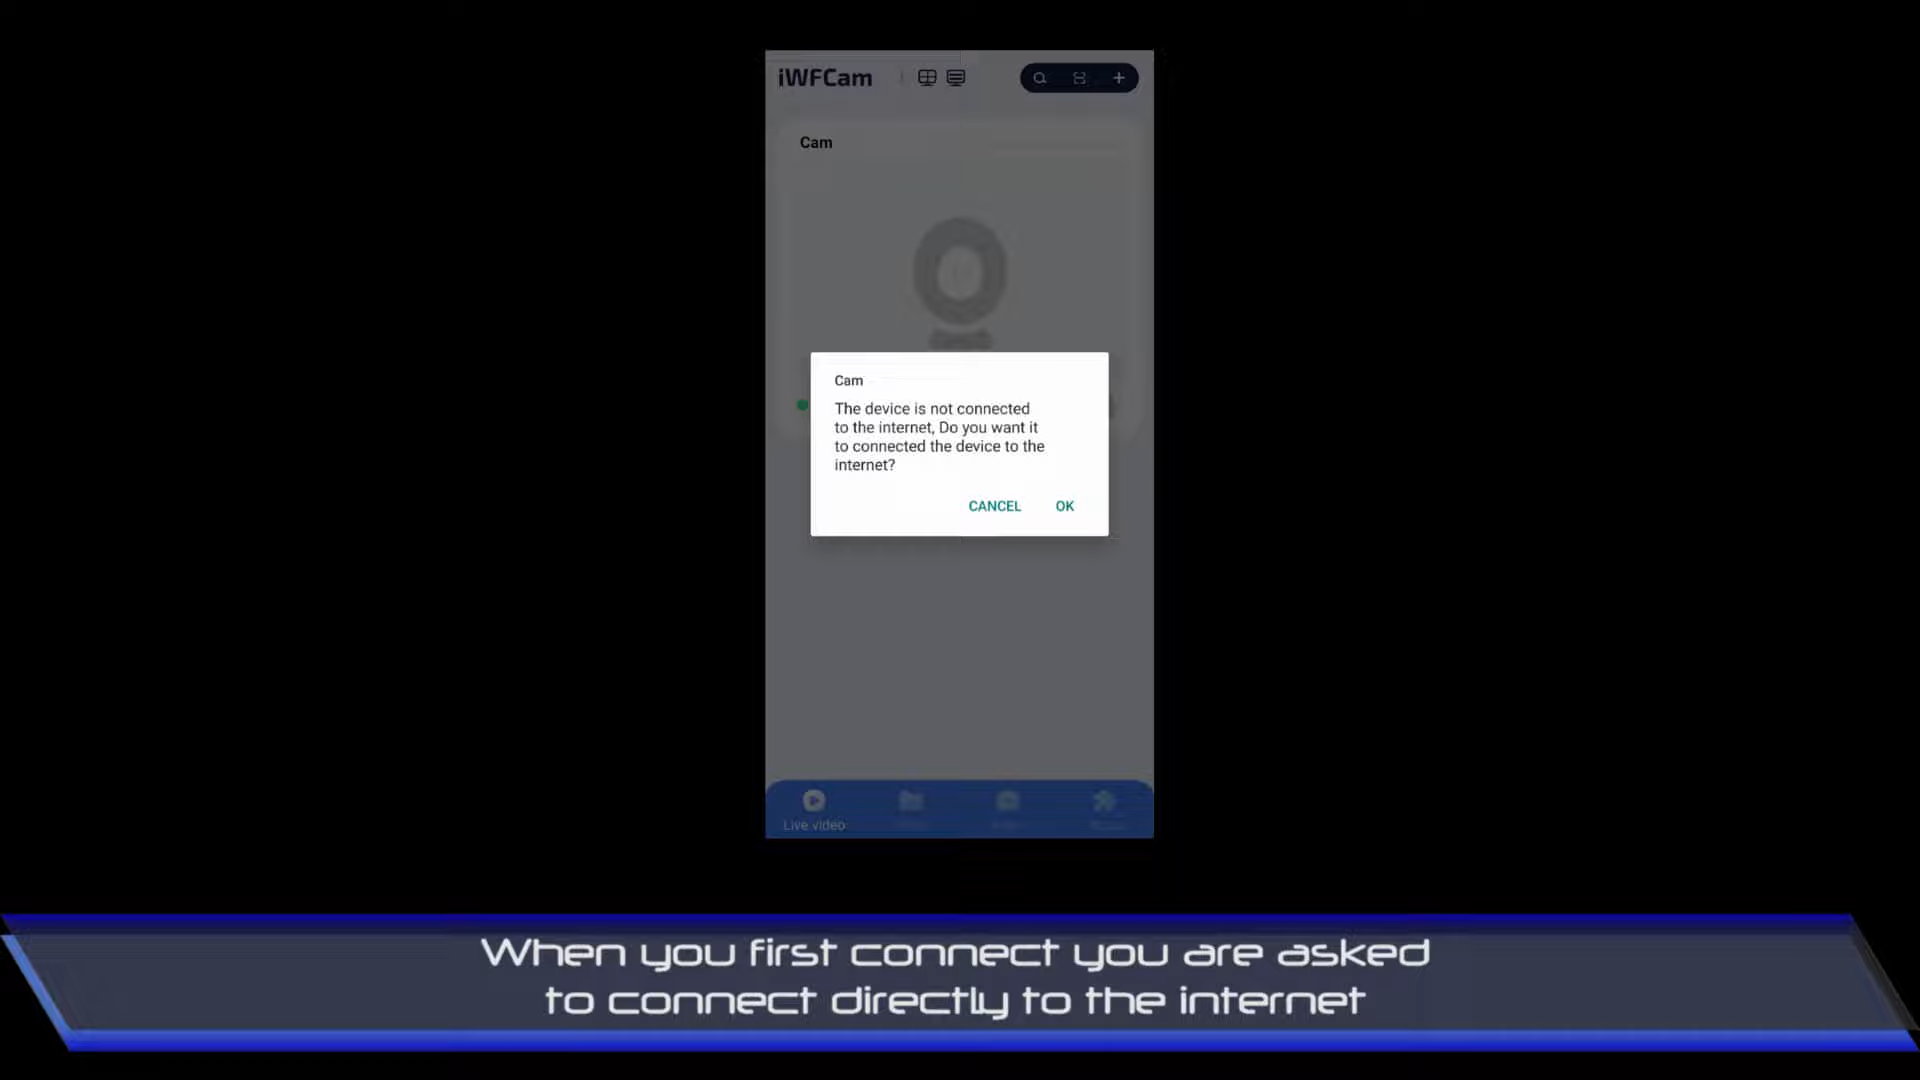 iWFCam
Cam
Cam
The device is not connected
to the internet, Do you want it
to connected the device to the
internet?
CANCEL OK
Live video
When you first connect you are asked
to connect directly to the internet